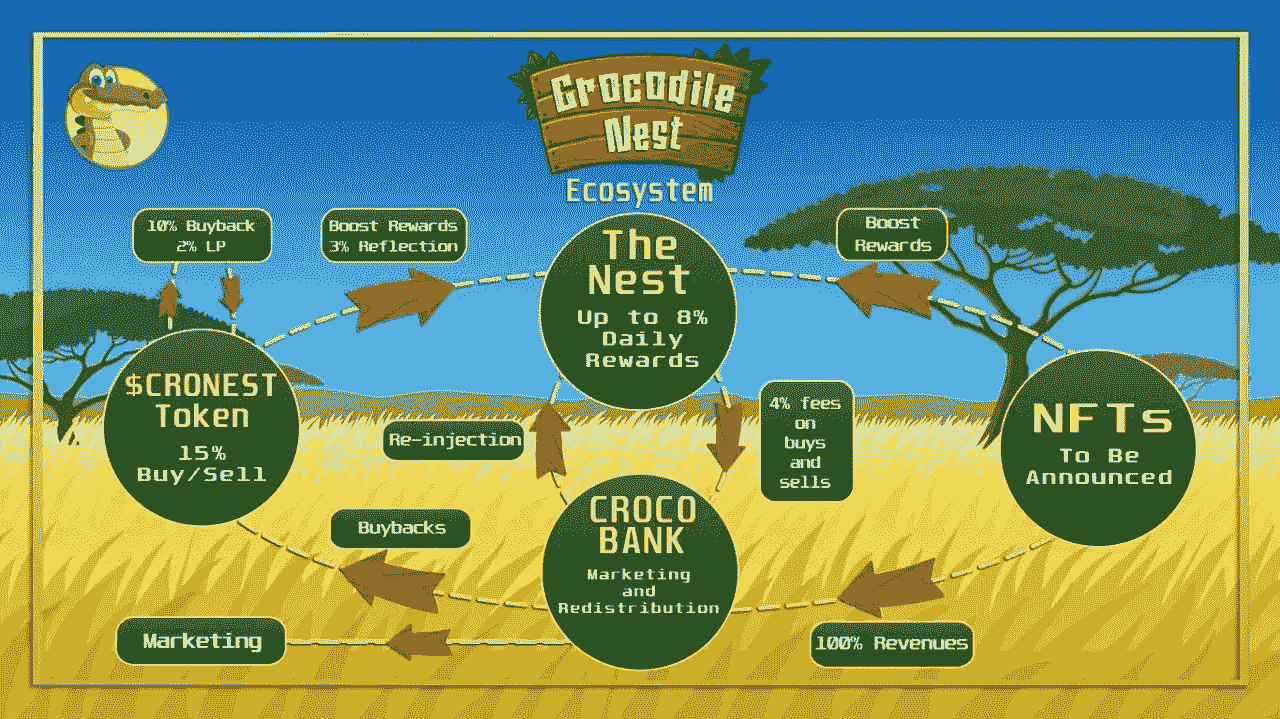 Crocodile
Nest
Ecosystem
10% Buyback
2% LP
Boost Rewards
3% Reflection
The
Nest
Up to 8%
Daily
Rewards
Boost
Rewards
$CRONEST
Token
15%
Buy/Sell
Re-injection
4% fees
on
buys
and
sells
NFTs
To Be
Announced
Buybacks
CROCO
BANK
Marketing
and
Redistribution
Marketing
100% Revenues